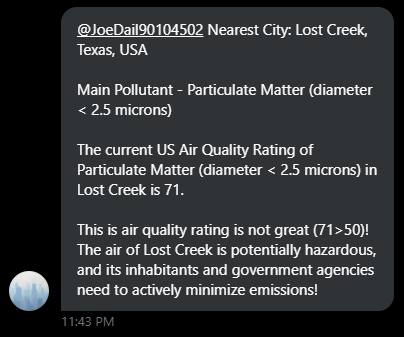 @JoeDail90104502 Nearest City: Lost Creek,
Texas, USA
Main Pollutant - Particulate Matter (diameter
< 2.5 microns)
The current US Air Quality Rating of
Particulate Matter (diameter < 2.5 microns) in
Lost Creek is 71.
This is air quality rating is not great (71>50)!
The air of Lost Creek is potentially hazardous,
and its inhabitants and government agencies
need to actively minimize emissions!
11:43 PM